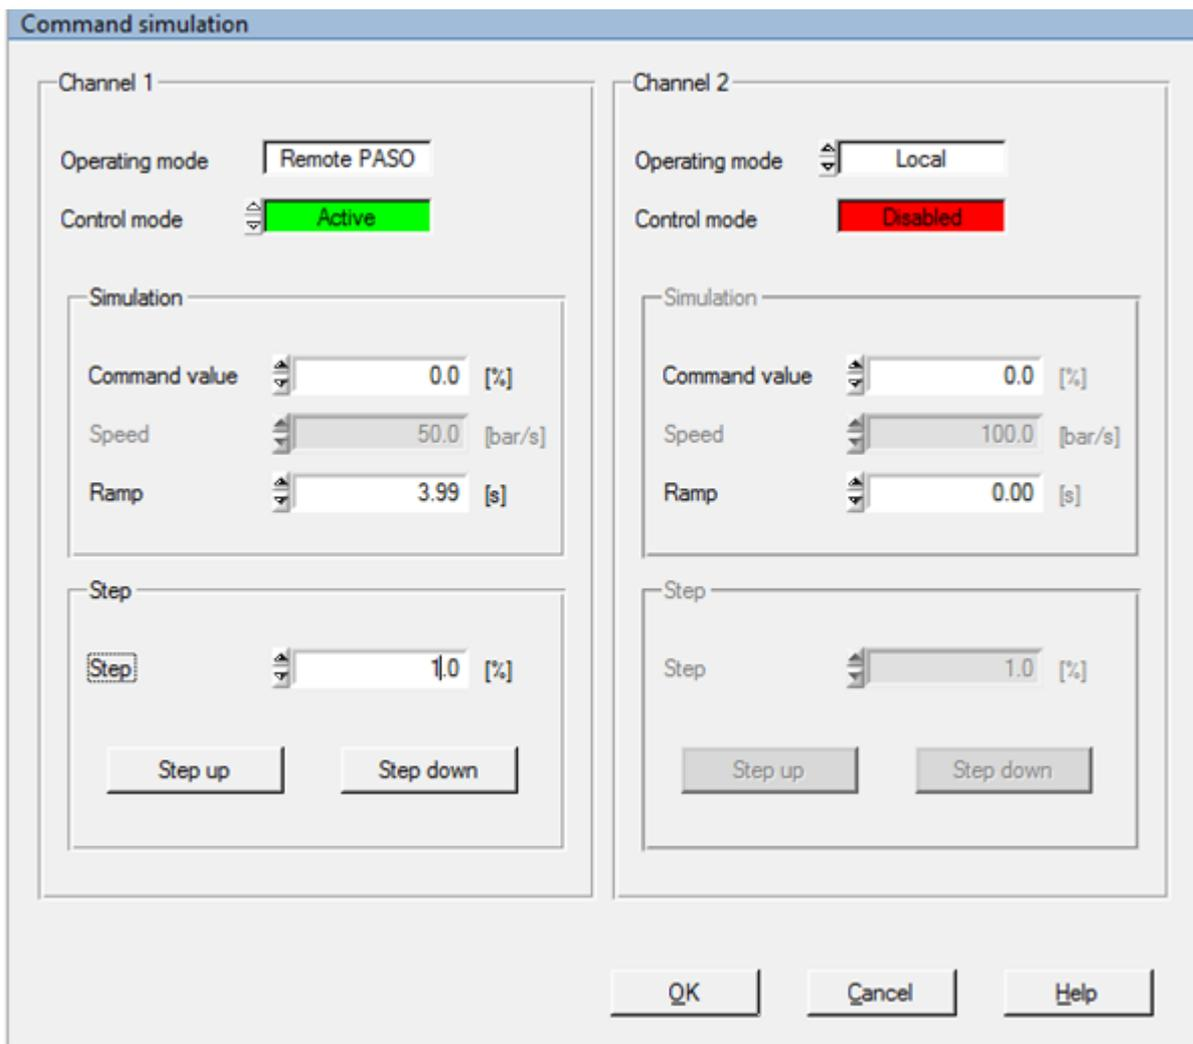 Command simulation
Channel 1
Operating mode Remote PASO
Control mode Active
Simulation
Command value 0.0 [%]
Speed 50.0 [bar/s]
Ramp 3.99 [s]
Step
Step 1.0 [%]
Step up Step down
Channel 2
Operating mode Local
Control mode Disabled
Simulation
Command value 0.0 [%]
Speed 100.0 [bar/s]
Ramp 0.00 [s]
Step
Step 1.0 [%]
Step up Step down
OK Cancel Help